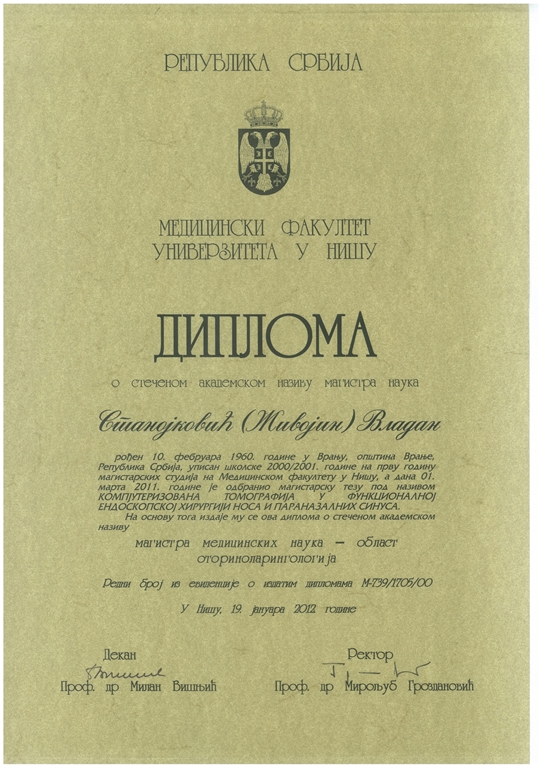 РЕПУБЛИКА СРБИЈА
МЕДИЦИНСКИ ФАКУЛТЕТ
УНИВЕРЗИТЕТА У НИШУ
ДИПЛОМА
о стеченом академском називу магистра наука
Станојковић (Живојин) Владан
рођен 10. фебруара 1960. године у Врању, општина Врање,
Република Србија, уписан школске 2000/2001. године на прву годину
магистарских студија на Медицинском факултету у Нишу, а дана 01.
марта 2011. године је одбранио магистарску тезу под називом
КОМПЈУТЕРИЗОВАНА ТОМОГРАФИЈА У ФУНКЦИОНАЛНОЈ
ЕНДОСКОПСКОЈ ХИРУРГИЈИ НОСА И ПАРАНАЗАЛНИХ СИНУСА.
На основу тога издаје му се ова диплома о стеченом академском
називу
магистра медицинских наука – област
оториноларингологија
Редни број из евиденције о издатим дипломама М-739/1705/00
У Нишу, 19. јануара 2012. године
Декан
Ректор
Проф. др Милан Вишњић
Проф. др Мирољуб Гроздановић